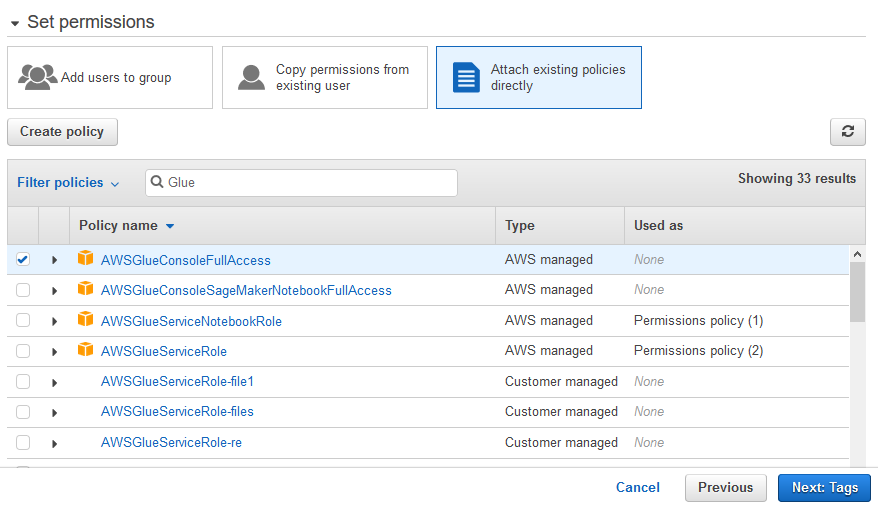 Set permissions
Add users to group
Copy permissions from
existing user
Attach existing policies
directly
Create policy
Filter policies
Glue
Showing 33 results
Policy name Type Used as
AWSGlueConsoleFullAccess AWS managed None
AWSGlueConsoleSageMakerNotebookFullAccess AWS managed None
AWSGlueServiceNotebookRole AWS managed Permissions policy (1)
AWSGlueServiceRole AWS managed Permissions policy (2)
AWSGlueServiceRole-file1 Customer managed None
AWSGlueServiceRole-files Customer managed None
AWSGlueServiceRole-re Customer managed None
Cancel Previous Next: Tags